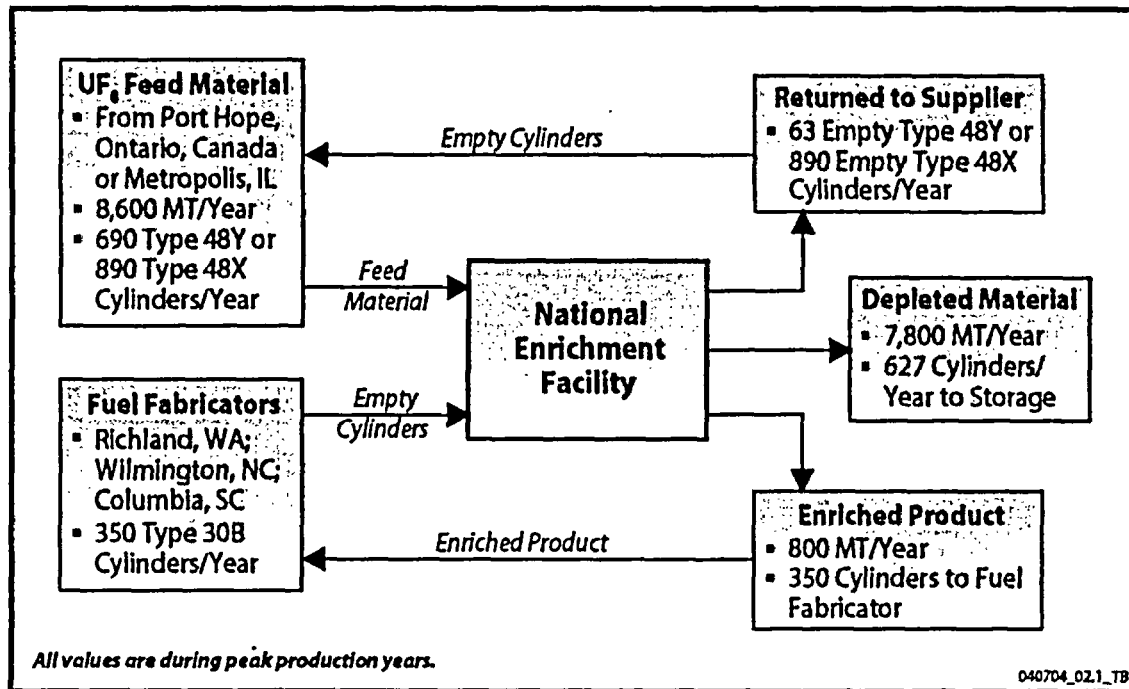 UF₆ Feed Material
▪ From Port Hope,
Ontario, Canada
or Metropolis, IL
▪ 8,600 MT/Year
▪ 690 Type 48Y or
890 Type 48X
Cylinders/Year
Empty Cylinders
Returned to Supplier
▪ 63 Empty Type 48Y or
890 Empty Type 48X
Cylinders/Year
Feed
Material
National
Enrichment
Facility
Depleted Material
▪ 7,800 MT/Year
▪ 627 Cylinders/
Year to Storage
Fuel Fabricators
▪ Richland, WA;
Wilmington, NC;
Columbia, SC
▪ 350 Type 30B
Cylinders/Year
Empty
Cylinders
Enriched Product
Enriched Product
▪ 800 MT/Year
▪ 350 Cylinders to Fuel
Fabricator
All values are during peak production years.
040704_02.1_TB